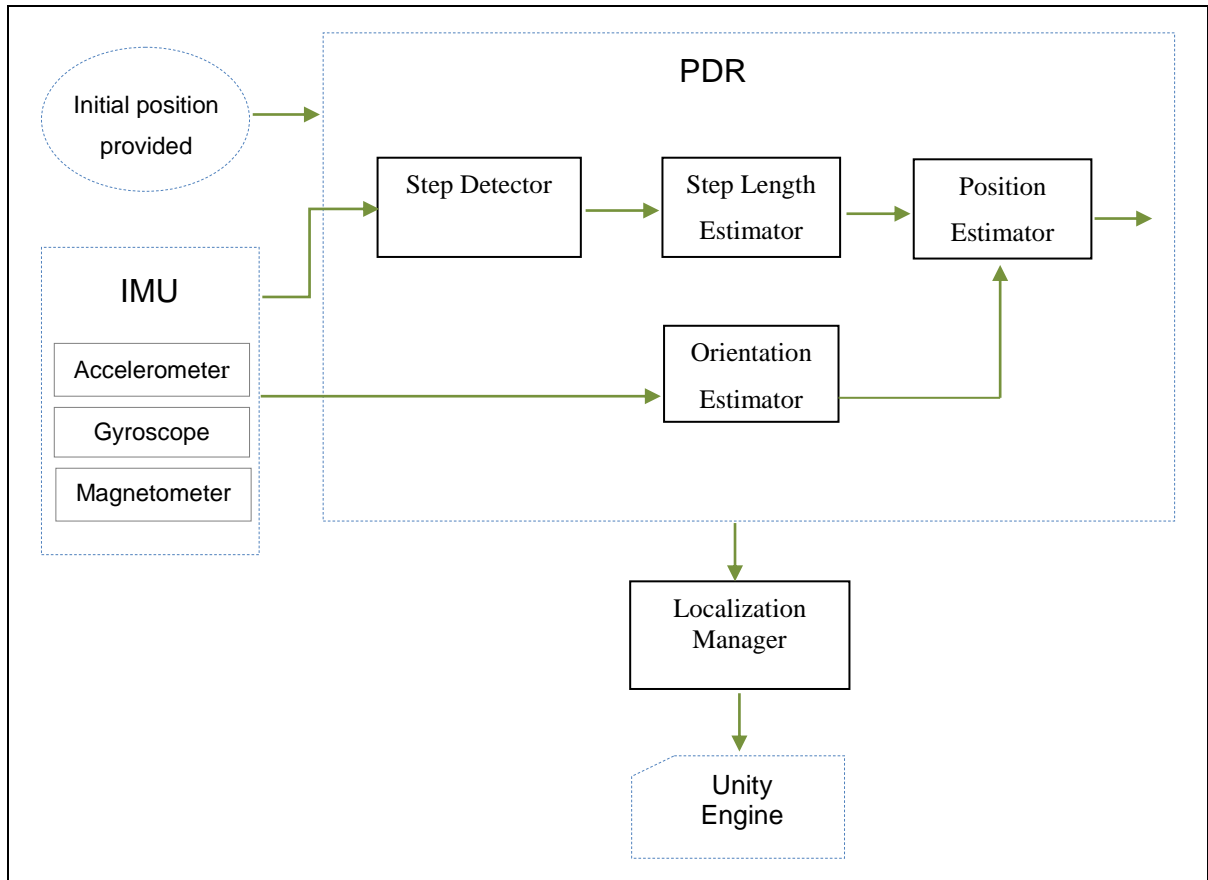 PDR
Initial position
provided
Step Detector
Step Length
Estimator
Position
Estimator
IMU
Accelerometer
Gyroscope
Magnetometer
Orientation
Estimator
Localization
Manager
Unity
Engine